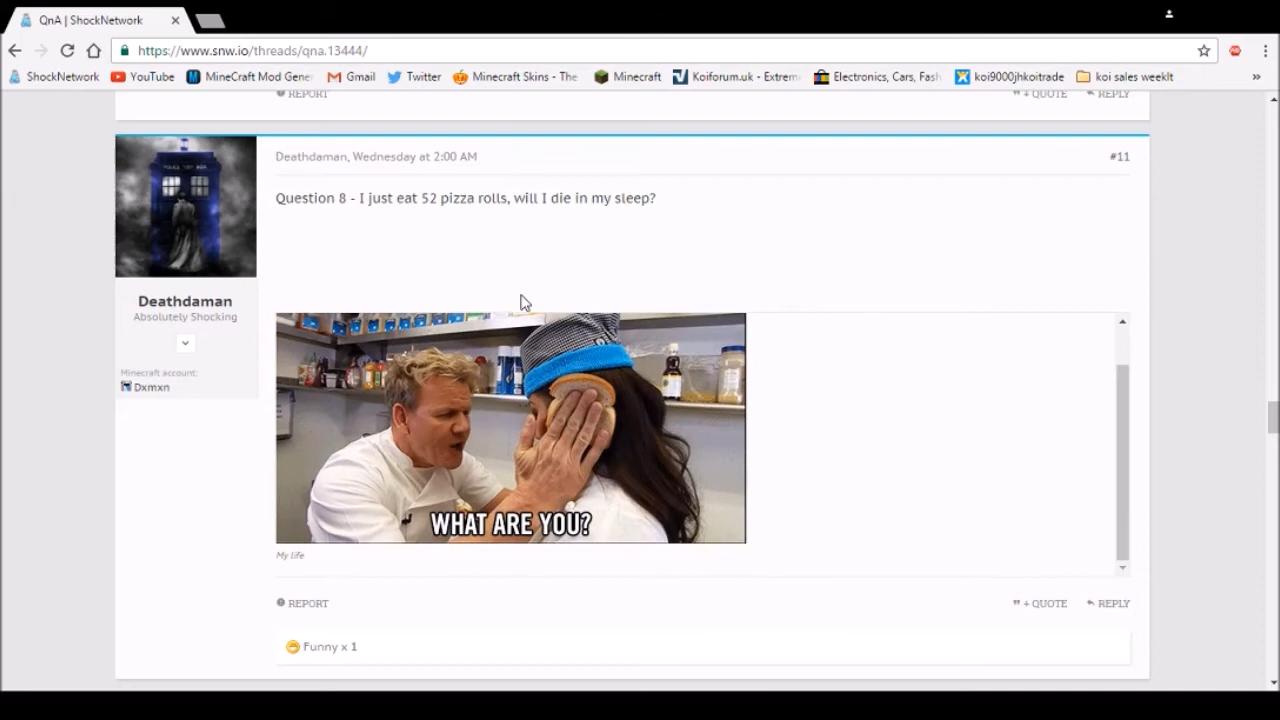 QnA | ShockNetwork
https://www.snw.io/threads/qna.13444/
ShockNetwork YouTube MineCraft Mod Gene Gmail Twitter Minecraft Skins - The Minecraft Koiforum.uk - Extrem Electronics, Cars, Fash koi9000jhkoitrade koi sales weeklt »
REPORT + QUOTE REPLY
Deathdaman, Wednesday at 2:00 AM #11
Question 8 - I just eat 52 pizza rolls, will I die in my sleep?
Deathdaman
Absolutely Shocking
Minecraft account:
Dxmxn
WHAT ARE YOU?
My life
REPORT + QUOTE REPLY
Funny x 1